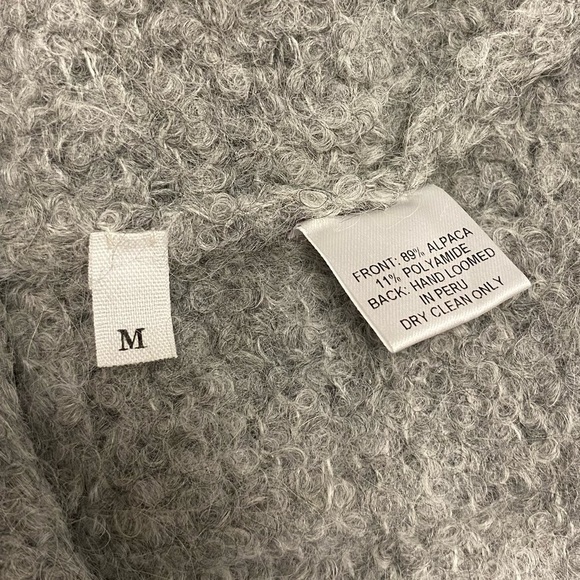 M
FRONT: 89% ALPACA
11% POLYAMIDE
BACK: HAND LOOMED
IN PERU
DRY CLEAN ONLY